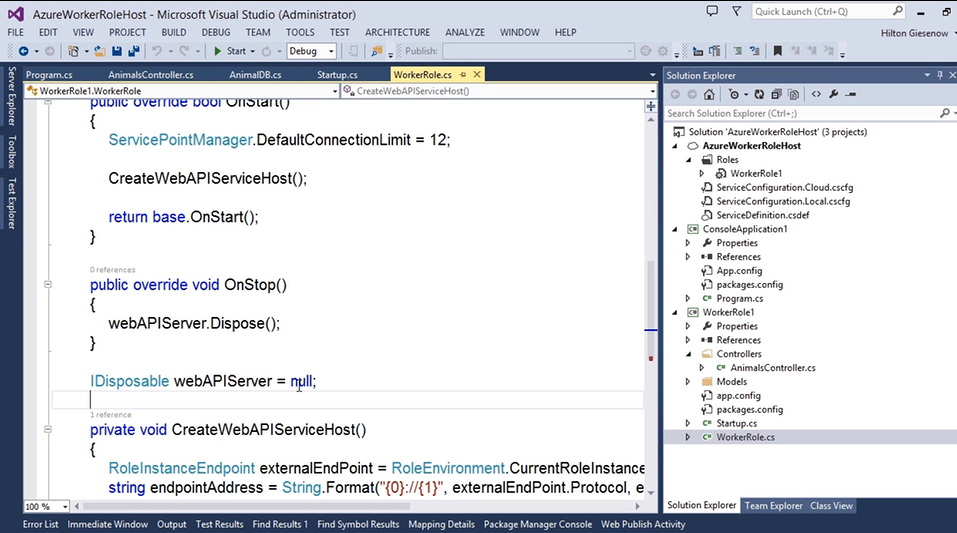 AzureWorkerRoleHost - Microsoft Visual Studio (Administrator)
Quick Launch (Ctrl+Q)
FILE EDIT VIEW PROJECT BUILD DEBUG TEAM TOOLS TEST ARCHITECTURE ANALYZE WINDOW HELP
Hilton Giesenow
Start Debug Publish:
Server Explorer
Toolbox
Test Explorer
Program.cs AnimalsController.cs AnimalDB.cs Startup.cs WorkerRole.cs
WorkerRole1.WorkerRole CreateWebAPIServiceHost()
public override bool OnStart()
{
ServicePointManager.DefaultConnectionLimit = 12;
CreateWebAPIServiceHost();
return base.OnStart();
}
0 references
public override void OnStop()
{
webAPIServer.Dispose();
}
IDisposable webAPIServer = null;
1 reference
private void CreateWebAPIServiceHost()
{
RoleInstanceEndpoint externalEndPoint = RoleEnvironment.CurrentRoleInstance
string endpointAddress = String.Format("{0}://{1}", externalEndPoint.Protocol, e
100 %
Solution Explorer
Search Solution Explorer (Ctrl+;)
Solution 'AzureWorkerRoleHost' (3 projects)
AzureWorkerRoleHost
Roles
WorkerRole1
ServiceConfiguration.Cloud.cscfg
ServiceConfiguration.Local.cscfg
ServiceDefinition.csdef
ConsoleApplication1
Properties
References
App.config
packages.config
Program.cs
WorkerRole1
Properties
References
Controllers
AnimalsController.cs
Models
app.config
packages.config
Startup.cs
WorkerRole.cs
Solution Explorer Team Explorer Class View
Error List Immediate Window Output Test Results Find Results 1 Find Symbol Results Mapping Details Package Manager Console Web Publish Activity